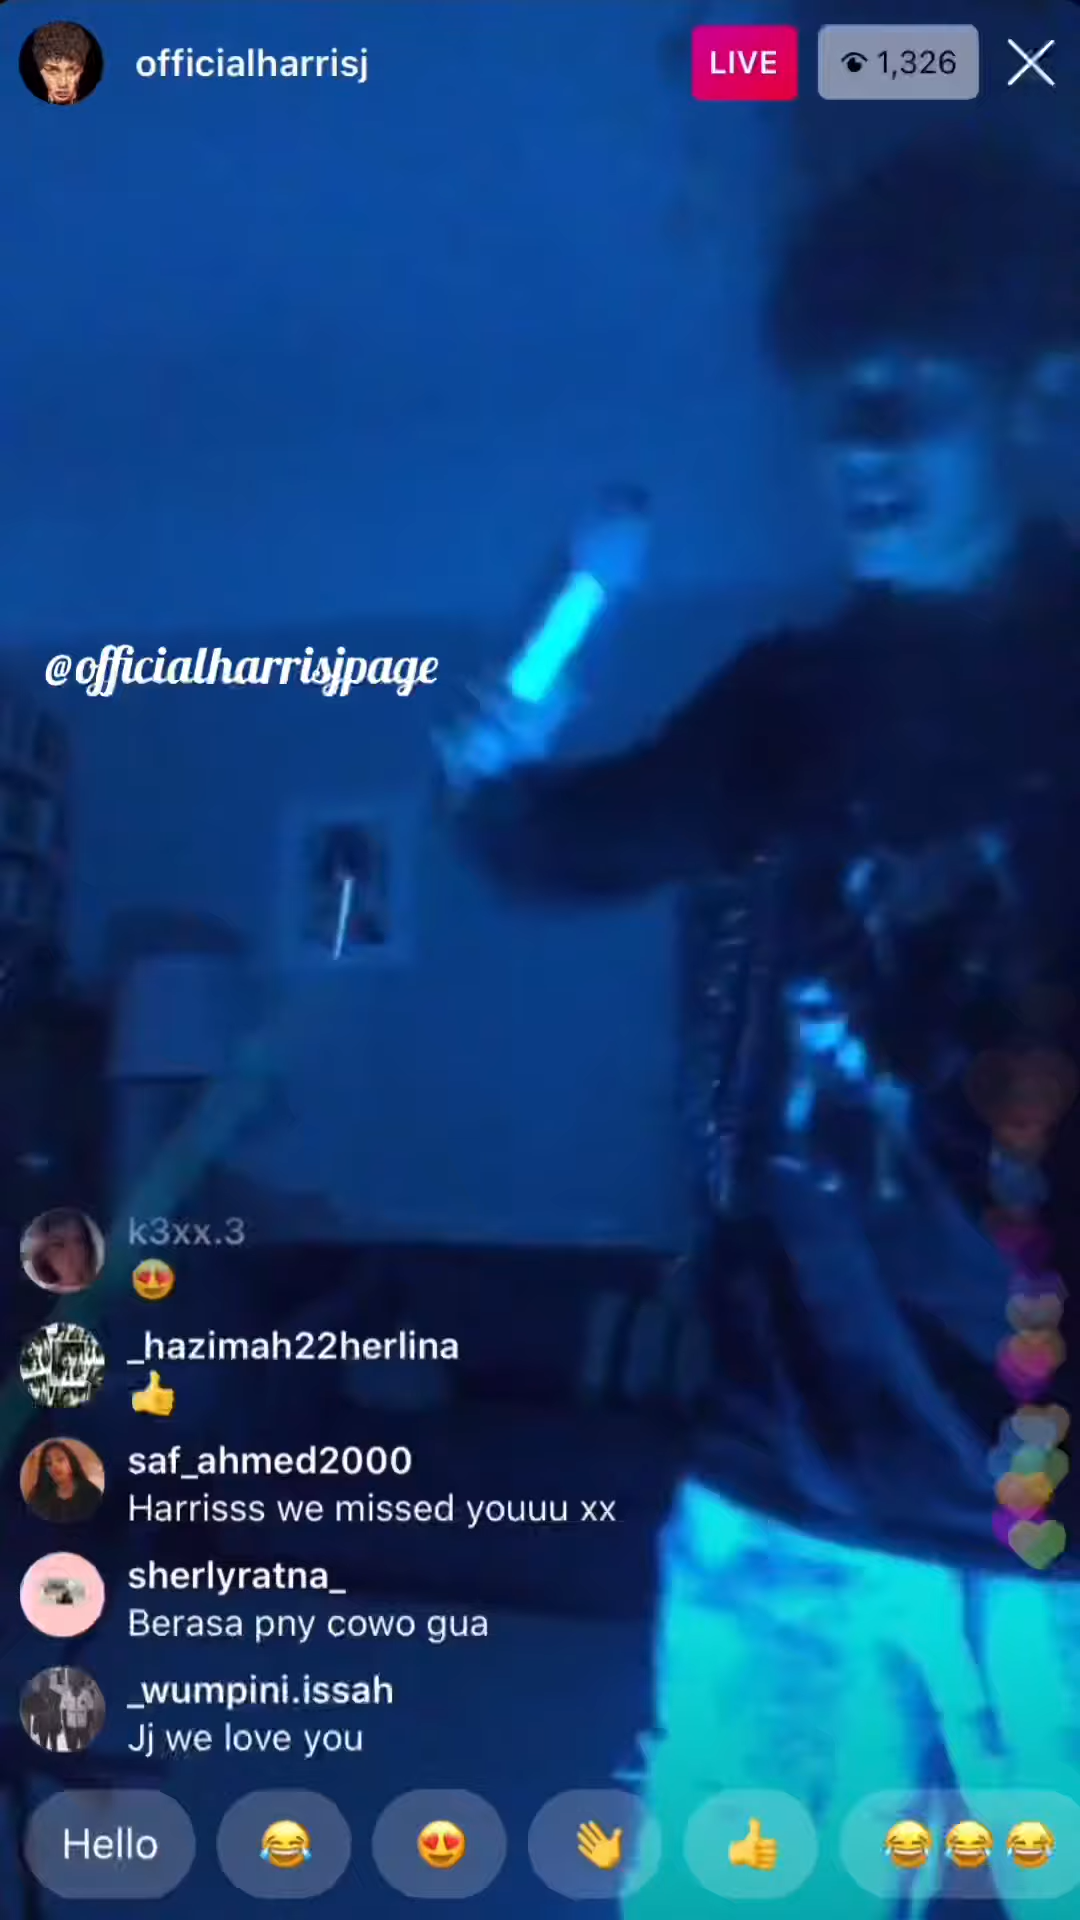 officialharrisj
LIVE
1,326
@officialharrisjpage
k3xx.3
😍
_hazimah22herlina
👍
saf_ahmed2000
Harrisss we missed youuu xx
sherlyratna_
Berasa pny cowo gua
_wumpini.issah
Jj we love you
Hello 😂 😍 👋 👍 😂😂😂